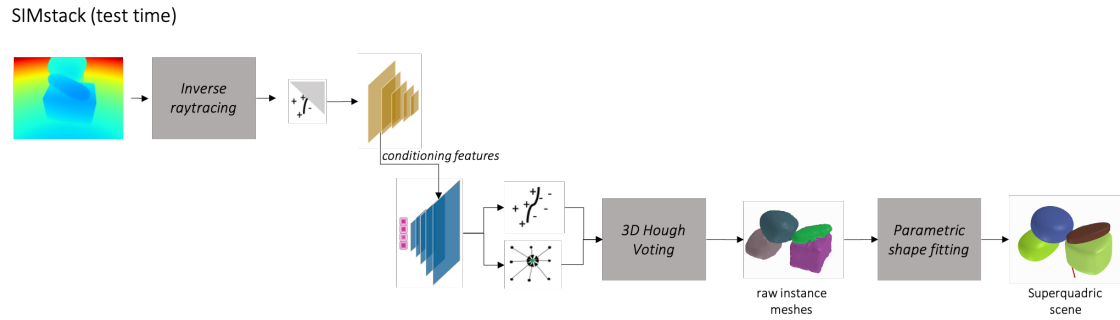 SIMstack (test time)
Inverse
raytracing
conditioning features
3D Hough
Voting
Parametric
shape fitting
raw instance
meshes
Superquadric
scene